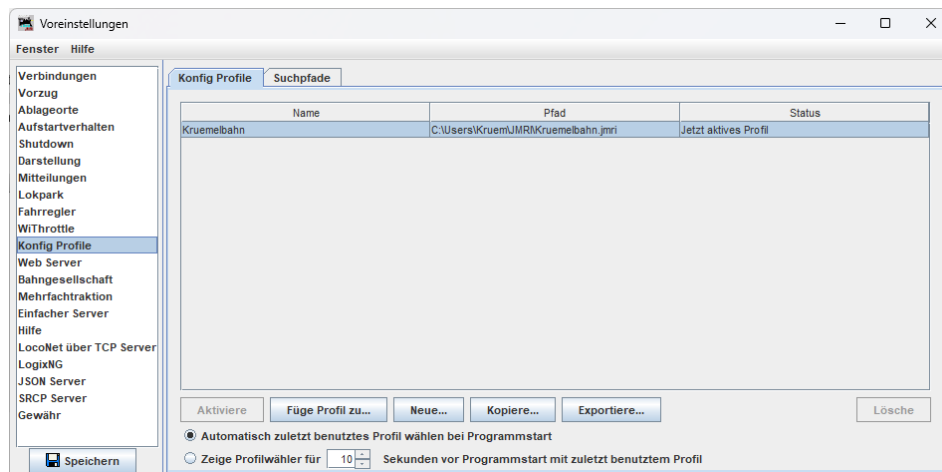 Voreinstellungen
Fenster Hilfe
Verbindungen
Vorzug
Ablageorte
Aufstartverhalten
Shutdown
Darstellung
Mitteilungen
Lokpark
Fahrregler
WiThrottle
Konfig Profile
Web Server
Bahngesellschaft
Mehrfachtraktion
Einfacher Server
Hilfe
LocoNet über TCP Server
LogixNG
JSON Server
SRCP Server
Gewähr
Speichern
Konfig Profile Suchpfade
Name Pfad Status
Kruemelbahn C:\Users\Kruem\JMRI\Kruemelbahn.jmri Jetzt aktives Profil
Aktiviere Füge Profil zu... Neue... Kopiere... Exportiere... Lösche
Automatisch zuletzt benutztes Profil wählen bei Programmstart
Zeige Profilwähler für 10 Sekunden vor Programmstart mit zuletzt benutztem Profil